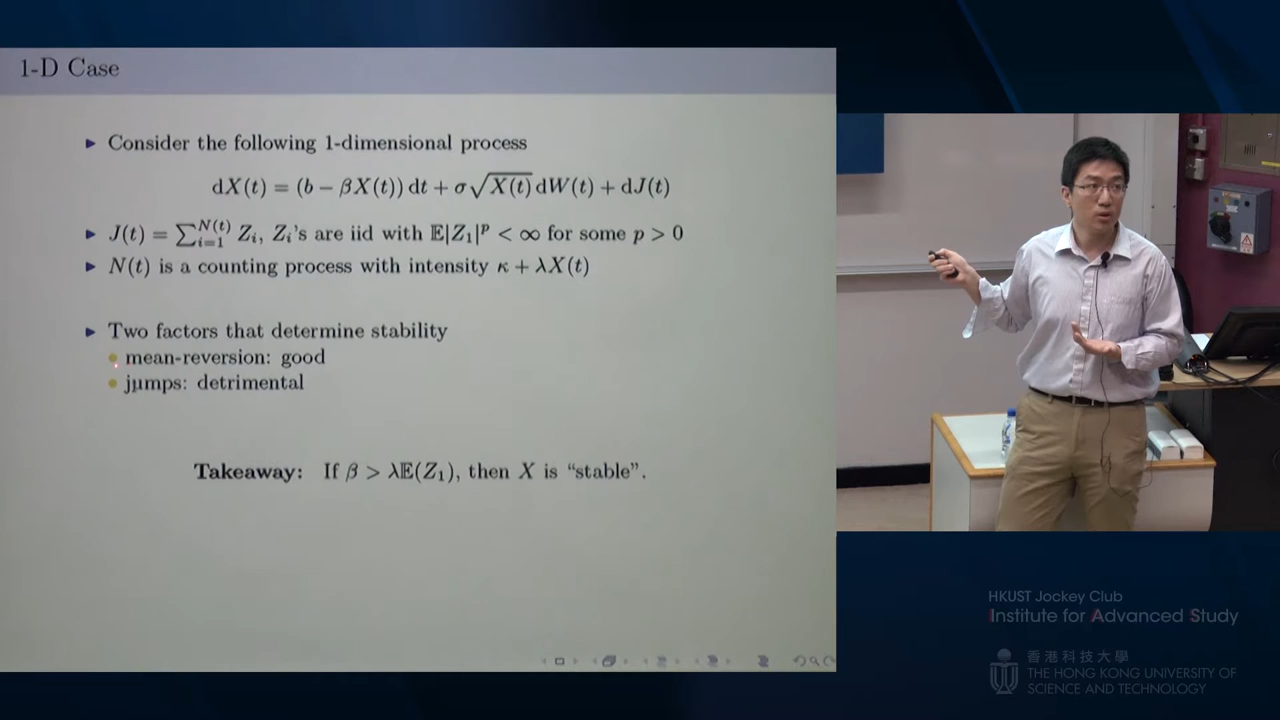 1-D Case
Consider the following 1-dimensional process
dX(t) = (b − βX(t)) dt + σ√X(t) dW(t) + dJ(t)
J(t) = ∑_{i=1}^{N(t)} Z_i, Z_i's are iid with 𝔼|Z_1|^p < ∞ for some p > 0
N(t) is a counting process with intensity κ + λX(t)
Two factors that determine stability
mean-reversion: good
jumps: detrimental
Takeaway: If β > λ𝔼(Z_1), then X is “stable”.
HKUST Jockey Club
Institute for Advanced Study
香港科技大學
THE HONG KONG UNIVERSITY OF
SCIENCE AND TECHNOLOGY